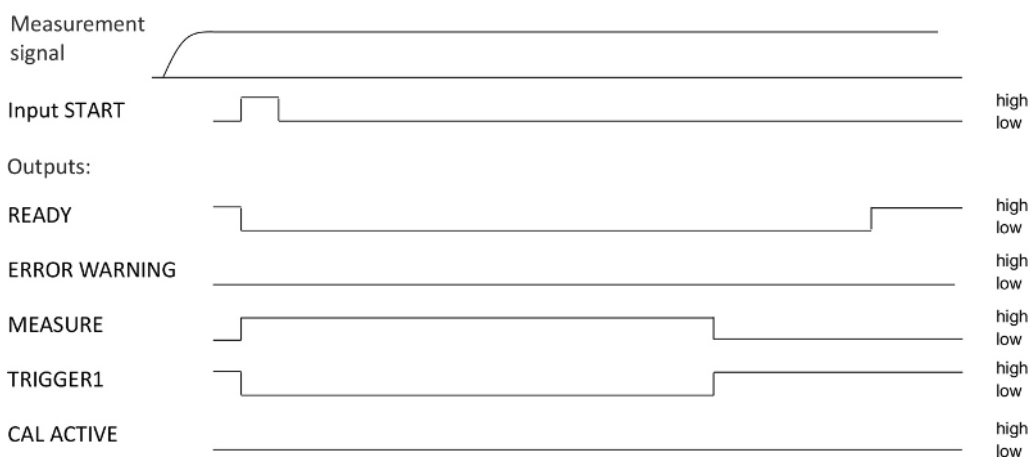 Measurement
signal
Input START
high
low
Outputs:
READY
high
low
ERROR WARNING
high
low
MEASURE
high
low
TRIGGER1
high
low
CAL ACTIVE
high
low